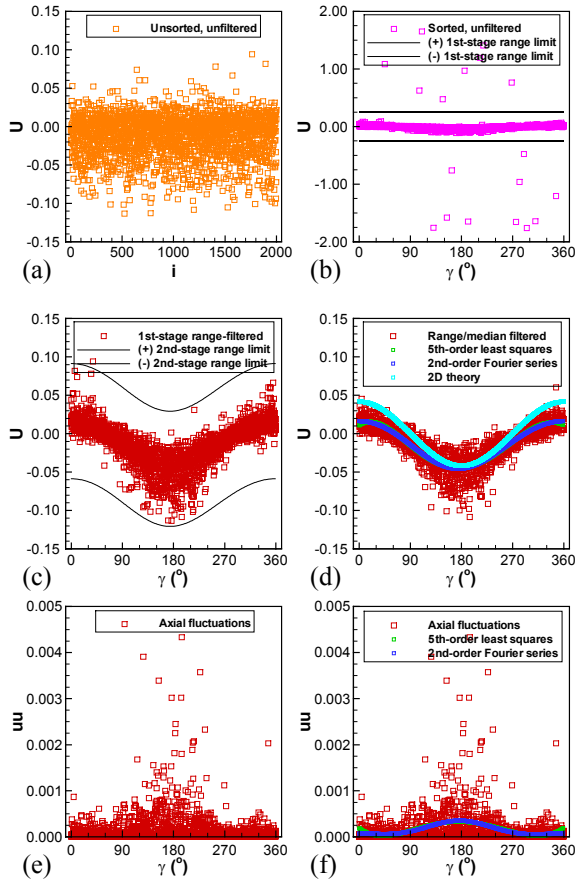 Unsorted, unfiltered
0.15
0.10
0.05
0.00
-0.05
-0.10
-0.15
U
0 500 1000 1500 2000
i
(a)
Sorted, unfiltered
(+) 1st-stage range limit
(-) 1st-stage range limit
2.00
1.00
0.00
-1.00
-2.00
U
0 90 180 270 360
γ (º)
(b)
1st-stage range-filtered
(+) 2nd-stage range limit
(-) 2nd-stage range limit
0.15
0.10
0.05
0.00
-0.05
-0.10
-0.15
U
0 90 180 270 360
γ (º)
(c)
Range/median filtered
5th-order least squares
2nd-order Fourier series
2D theory
0.15
0.10
0.05
0.00
-0.05
-0.10
-0.15
U
0 90 180 270 360
γ (º)
(d)
Axial fluctuations
0.005
0.004
0.003
0.002
0.001
0.000
uu
0 90 180 270 360
γ (º)
(e)
Axial fluctuations
5th-order least squares
2nd-order Fourier series
0.005
0.004
0.003
0.002
0.001
0.000
uu
0 90 180 270 360
γ (º)
(f)